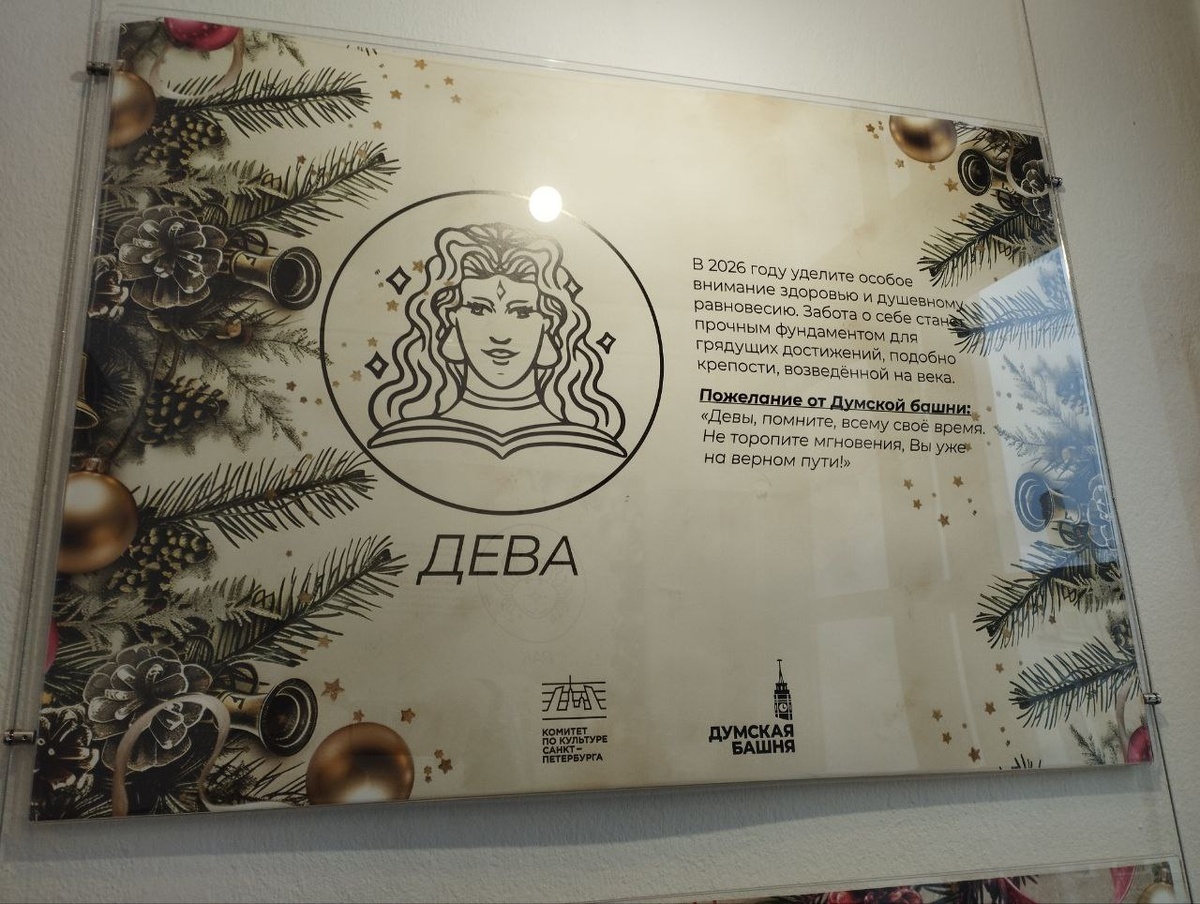 В 2026 году уделите особое
внимание здоровью и душевному
равновесию. Забота о себе станет
прочным фундаментом для
грядущих достижений, подобно
крепости, возведённой на века.
Пожелание от Думской башни:
«Девы, помните, всему своё время.
Не торопите мгновения, Вы уже
на верном пути!»
ДЕВА
КОМИТЕТ
ПО КУЛЬТУРЕ
САНКТ–
ПЕТЕРБУРГА
ДУМСКАЯ
БАШНЯ